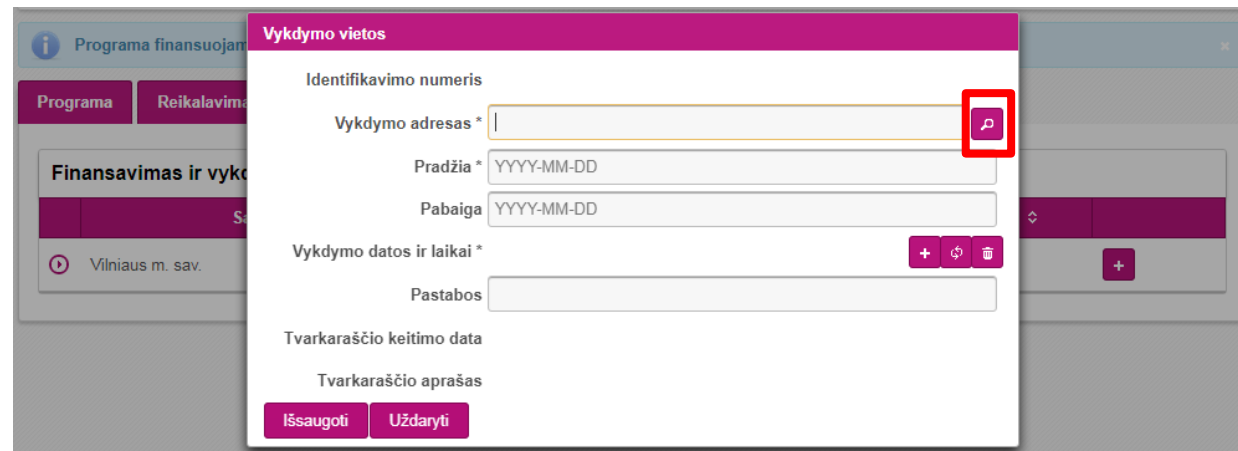 Vykdymo vietos
Programa finansuojam
×
Identifikavimo numeris
Programa
Reikalavima
Vykdymo adresas *
Pradžia * YYYY-MM-DD
Finansavimas ir vykd
Pabaiga YYYY-MM-DD
Sa
Vykdymo datos ir laikai *
Vilniaus m. sav.
Pastabos
Tvarkaraščio keitimo data
Tvarkaraščio aprašas
Išsaugoti Uždaryti